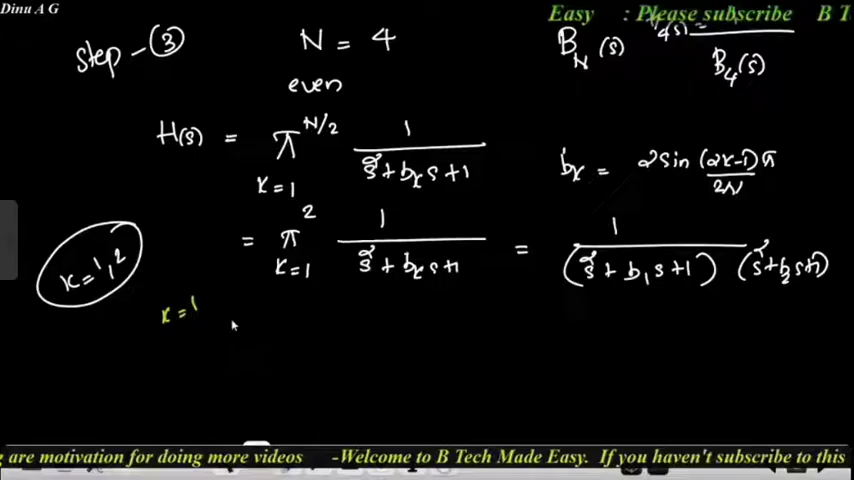 Dinu A G
Easy : Please subscribe B T
Step - ③ N = 4
even
B_N(s) H(s) = ――― B_4(s)
H(s) = π^{N/2}_{K=1} 1/(s²+b_K s+1)
b_K = 2 sin (2K-1)π/2N
= π^{2}_{K=1} 1/(s²+b_K s+1) = 1/((s²+b_1 s+1)(s²+b_2 s+1))
K=1,2
K=1
g are motivation for doing more videos -Welcome to B Tech Made Easy. If you haven't subscribe to this